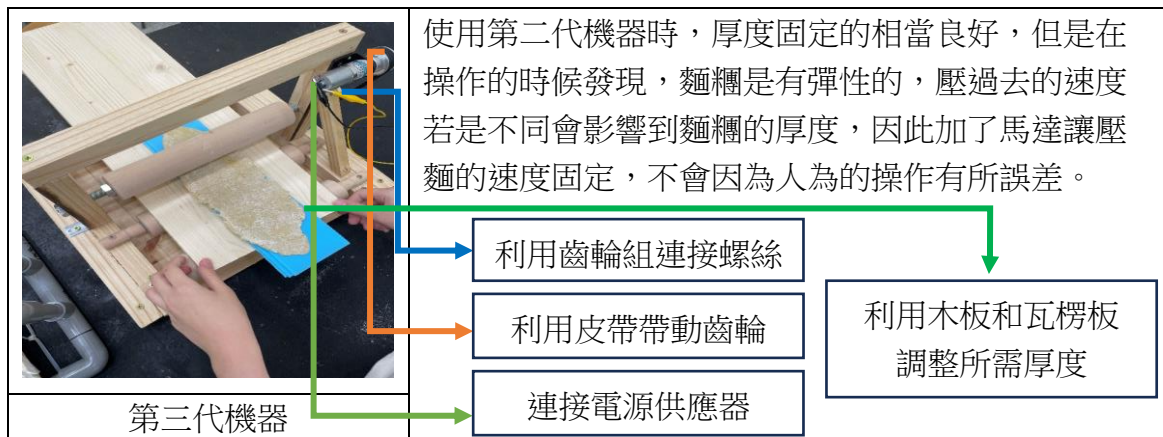 使用第二代機器時，厚度固定的相當良好，但是在
操作的時候發現，麵糰是有彈性的，壓過去的速度
若是不同會影響到麵糰的厚度，因此加了馬達讓壓
麵的速度固定，不會因為人為的操作有所誤差。
利用齒輪組連接螺絲
利用皮帶帶動齒輪
連接電源供應器
利用木板和瓦楞板
調整所需厚度
第三代機器